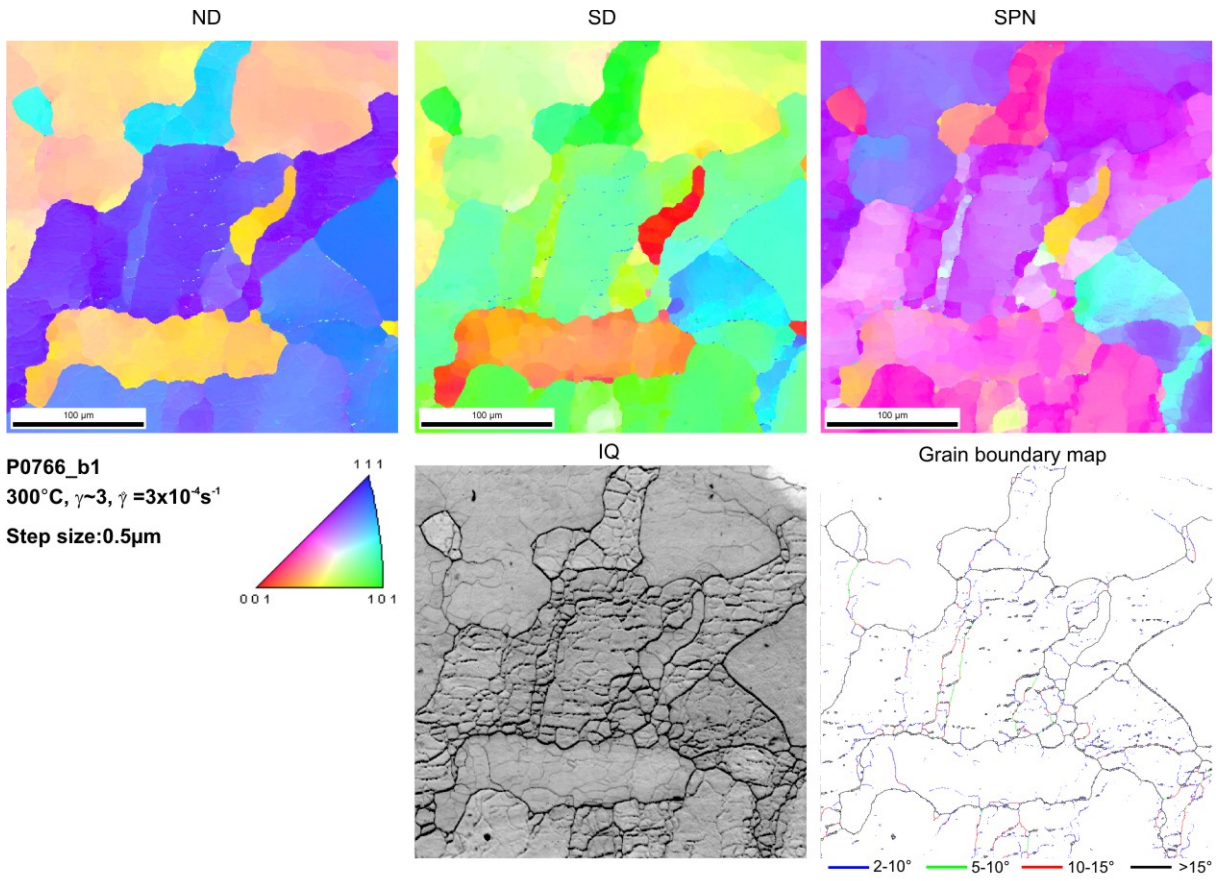 ND SD SPN
100 µm 100 µm 100 µm
IQ Grain boundary map
P0766_b1
300°C, γ~3, γ̇ =3x10⁻⁴s⁻¹
Step size:0.5µm
1 1 1
0 0 1 1 0 1
2-10° 5-10° 10-15° >15°